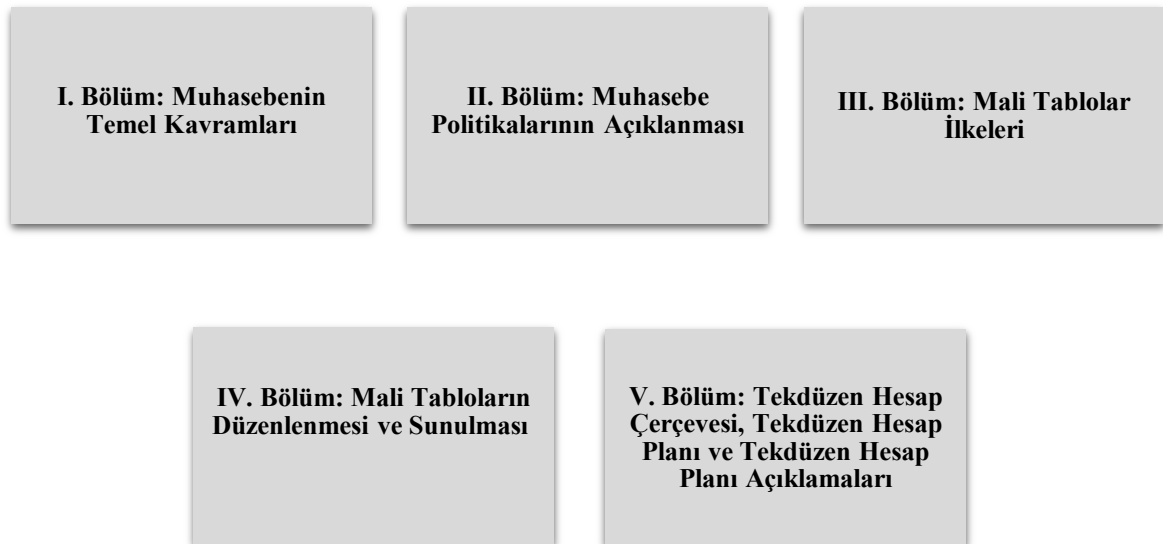 I. Bölüm: Muhasebenin
Temel Kavramları
II. Bölüm: Muhasebe
Politikalarının Açıklanması
III. Bölüm: Mali Tablolar
İlkeleri
IV. Bölüm: Mali Tabloların
Düzenlenmesi ve Sunulması
V. Bölüm: Tekdüzen Hesap
Çerçevesi, Tekdüzen Hesap
Planı ve Tekdüzen Hesap
Planı Açıklamaları